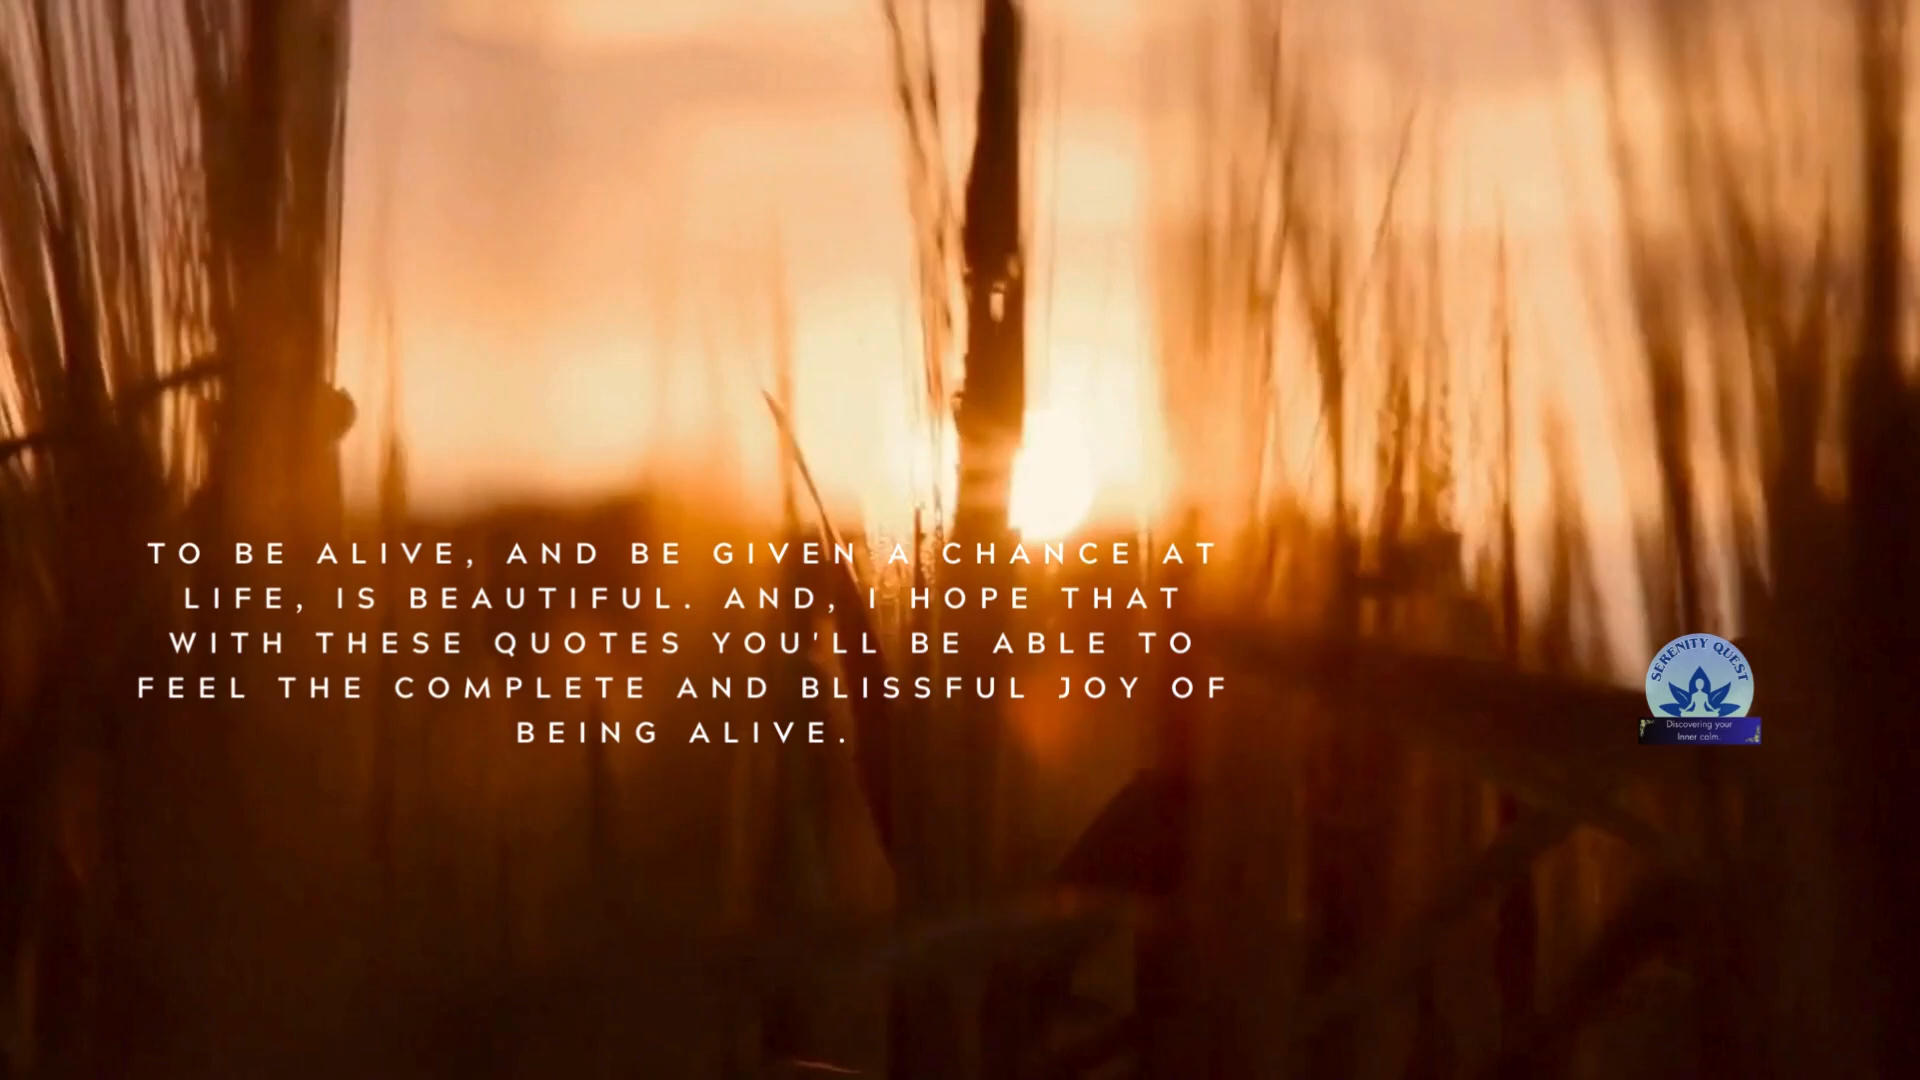 TO BE ALIVE, AND BE GIVEN A CHANCE AT
LIFE, IS BEAUTIFUL. AND, I HOPE THAT
WITH THESE QUOTES YOU'LL BE ABLE TO
FEEL THE COMPLETE AND BLISSFUL JOY OF
BEING ALIVE.
SERENITY QUEST
Discovering your
Inner calm.